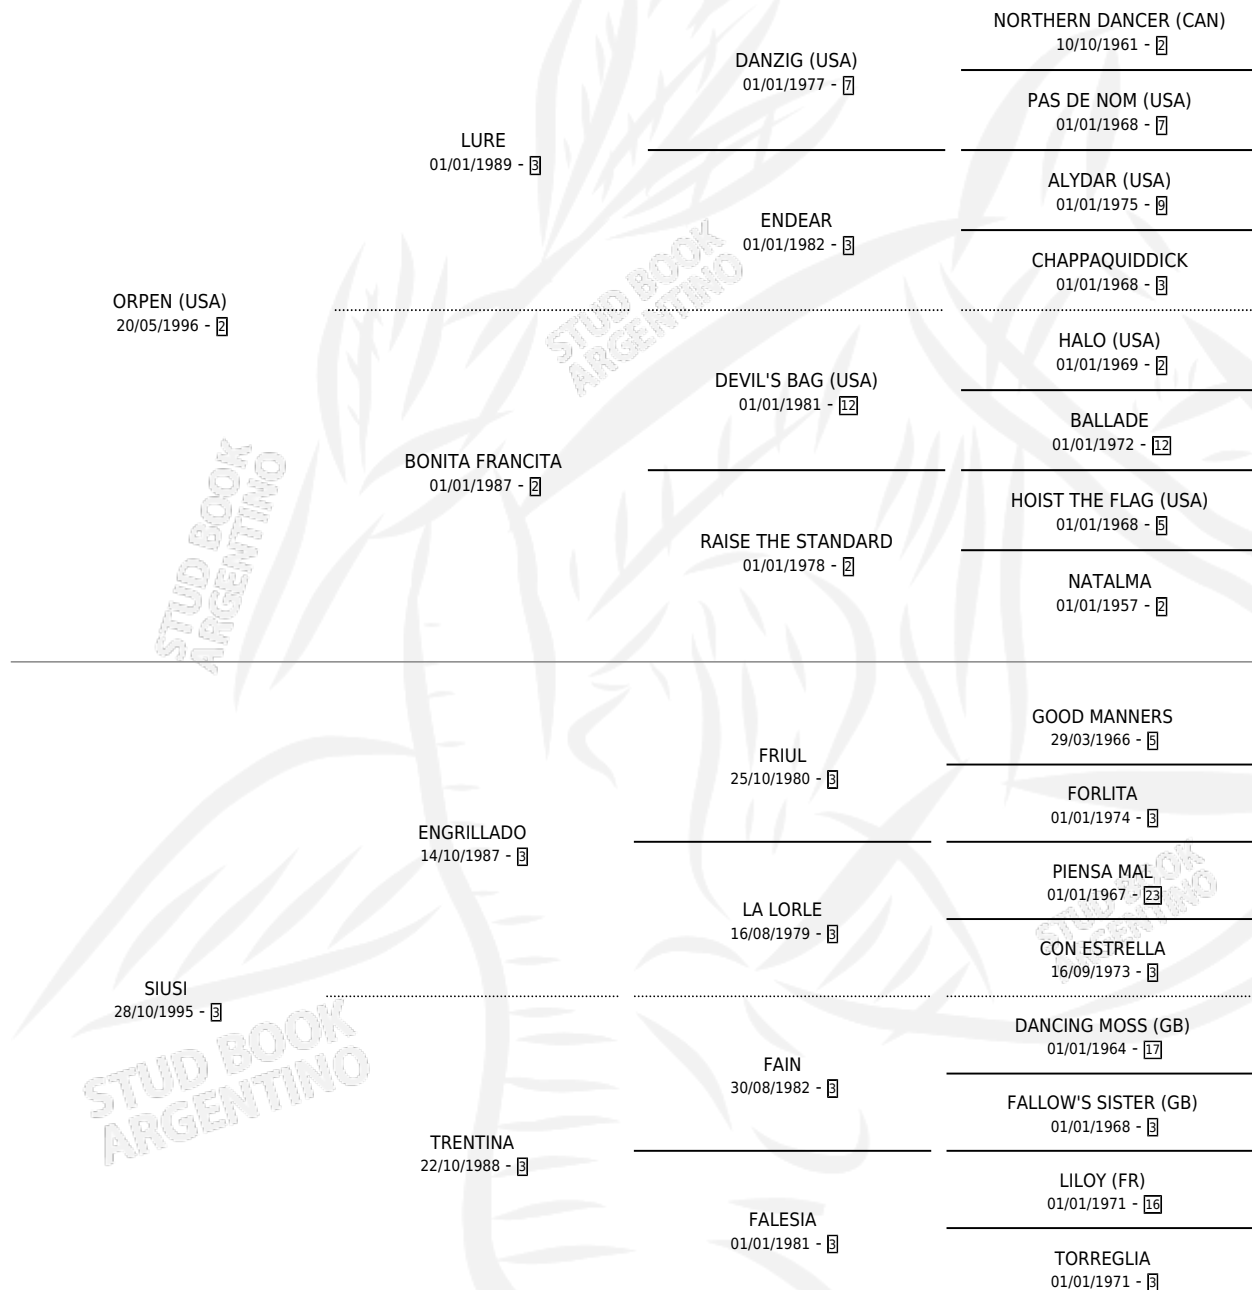 NORTHERN DANCER (CAN)
10/10/1961 - 2
DANZIG (USA)
01/01/1977 - 7
PAS DE NOM (USA)
01/01/1968 - 7
LURE
01/01/1989 - 3
ALYDAR (USA)
01/01/1975 - 9
ENDEAR
01/01/1982 - 3
CHAPPAQUIDDICK
01/01/1968 - 3
ORPEN (USA)
20/05/1996 - 2
HALO (USA)
01/01/1969 - 2
DEVIL'S BAG (USA)
01/01/1981 - 12
BALLADE
01/01/1972 - 12
BONITA FRANCITA
01/01/1987 - 2
HOIST THE FLAG (USA)
01/01/1968 - 5
RAISE THE STANDARD
01/01/1978 - 2
NATALMA
01/01/1957 - 2
GOOD MANNERS
29/03/1966 - 5
FRIUL
25/10/1980 - 3
FORLITA
01/01/1974 - 3
ENGRILLADO
14/10/1987 - 3
PIENSA MAL
01/01/1967 - 23
LA LORLE
16/08/1979 - 3
CON ESTRELLA
16/09/1973 - 3
SIUSI
28/10/1995 - 3
DANCING MOSS (GB)
01/01/1964 - 17
FAIN
30/08/1982 - 3
FALLOW'S SISTER (GB)
01/01/1968 - 3
TRENTINA
22/10/1988 - 3
LILOY (FR)
01/01/1971 - 16
FALESIA
01/01/1981 - 3
TORREGLIA
01/01/1971 - 3
STUD BOOK
ARGENTINO
STUD BOOK
ARGENTINO
STUD BOOK
ARGENTINO
STUD BOOK
ARGENTINO